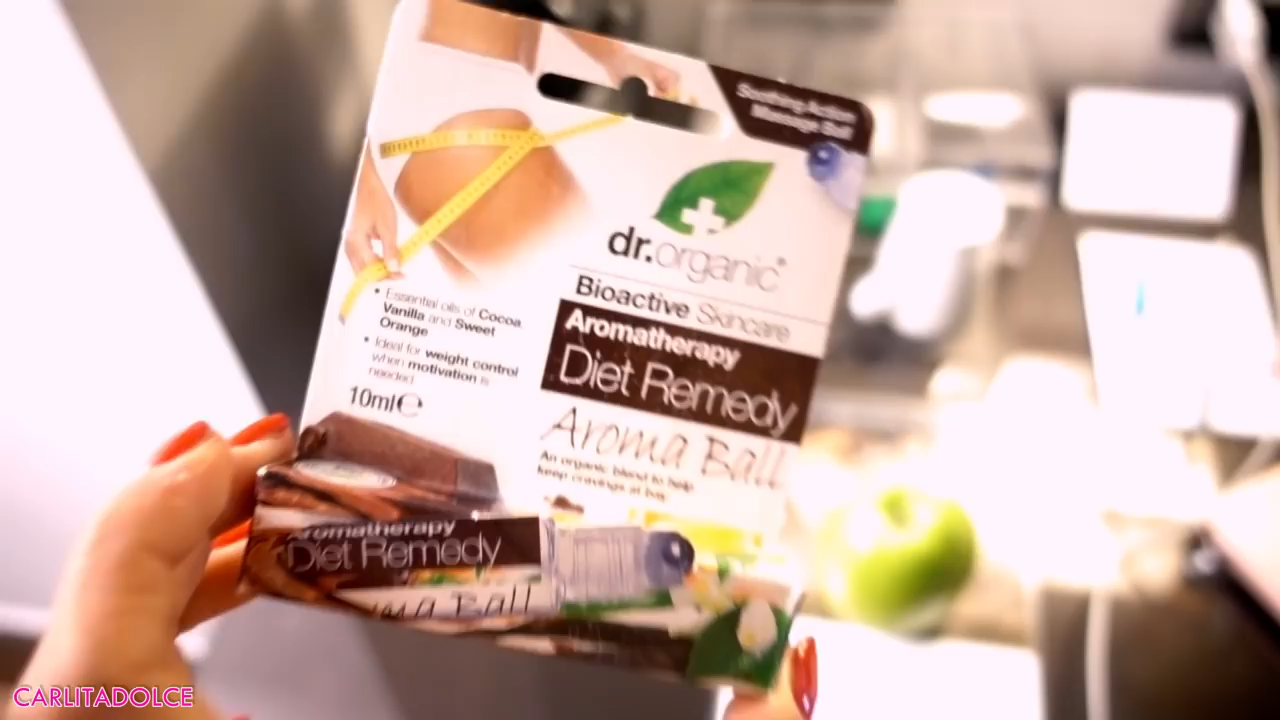 Soothing Action
Massage Ball
dr.organic®
Bioactive Skincare
Aromatherapy
Diet Remedy
Aroma Ball
An organic blend to help
keep cravings at bay
• Essential oils of Cocoa
Vanilla and Sweet
Orange
• Ideal for weight control
when motivation is
needed
10ml℮
Aromatherapy
Diet Remedy
Aroma Ball
CARLITADOLCE